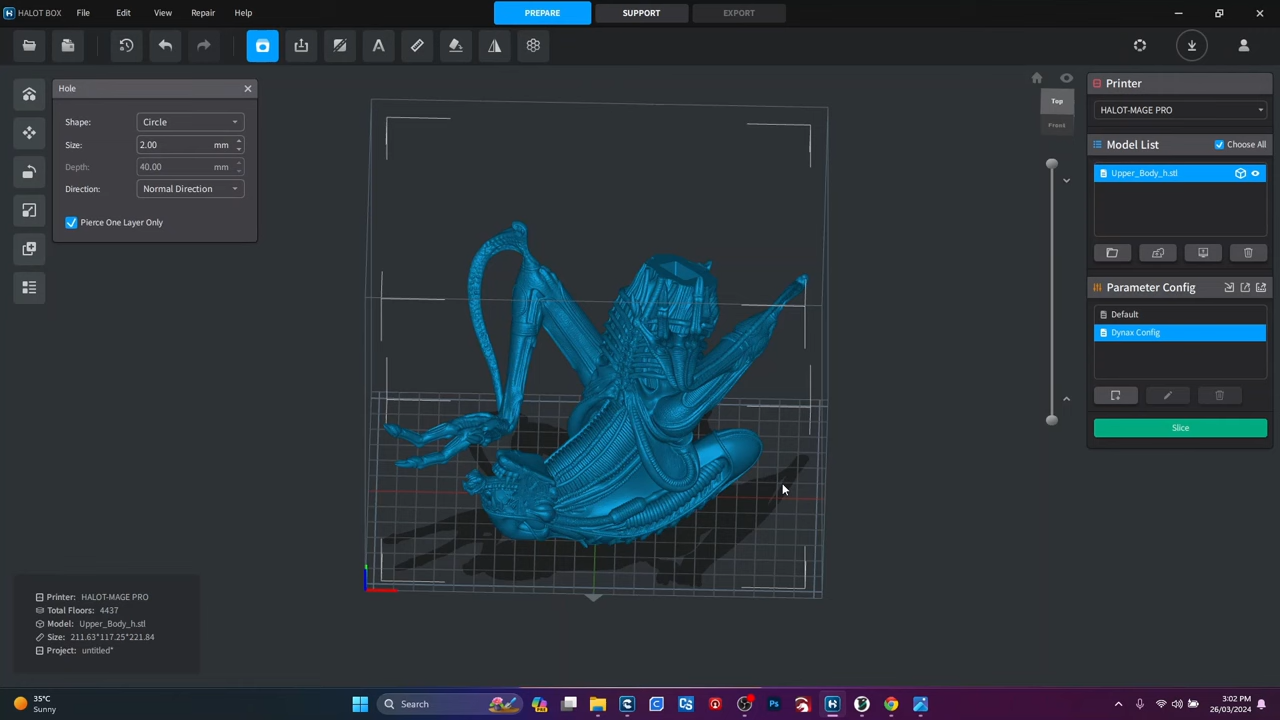 HALOT BOX File Edit View Repair Help
PREPARE SUPPORT EXPORT
Hole
Shape: Circle
Size: 2.00 mm
Depth: 40.00 mm
Direction: Normal Direction
Pierce One Layer Only
Top
Front
Printer
HALOT-MAGE PRO
Model List Choose All
Upper_Body_h.stl
Parameter Config
Default
Dynax Config
Slice
Printer: HALOT-MAGE PRO
Total Floors: 4437
Model: Upper_Body_h.stl
Size: 211.63*117.25*221.84
Project: untitled*
35°C
Sunny
Search
3:02 PM
26/03/2024